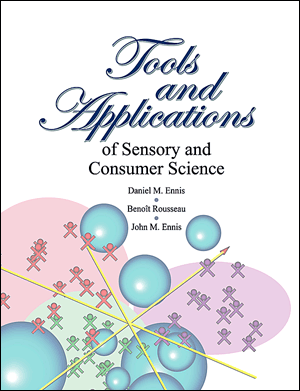 Tools
and
Applications
of Sensory and
Consumer Science
Daniel M. Ennis
Benoît Rousseau
John M. Ennis